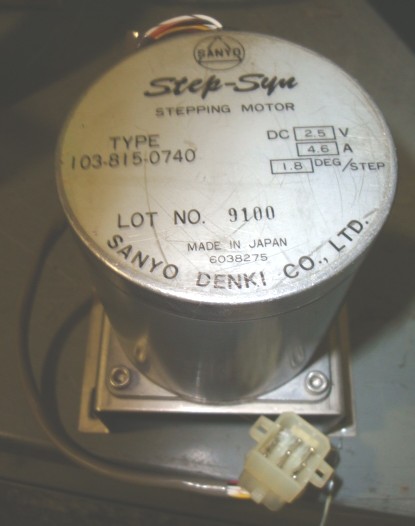 SANYO
Step-Syn
STEPPING MOTOR
TYPE
103-815-0740
DC 2.5 V
4.6 A
1.8 DEG/STEP
LOT NO. 9100
MADE IN JAPAN
6038275
SANYO DENKI CO., LTD.